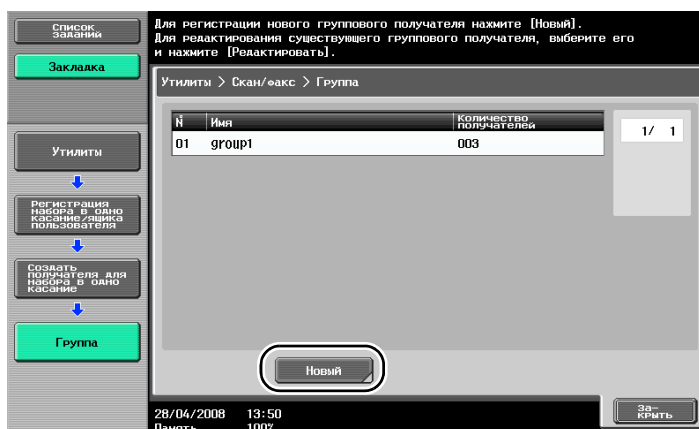 Список
заданий
Закладка
Для регистрации нового группового получателя нажмите [Новый].
Для редактирования существующего группового получателя, выберите его
и нажмите [Редактировать].
Утилиты > Скан/факс > Группа
№ Имя Количество
получателей
01 group1 003
1/ 1
Утилиты
Регистрация
набора в одно
касание/ящика
пользователя
Создать
получателя для
набора в одно
касание
Группа
Новый
28/04/2008 13:50
Память 100%
За-
крыть